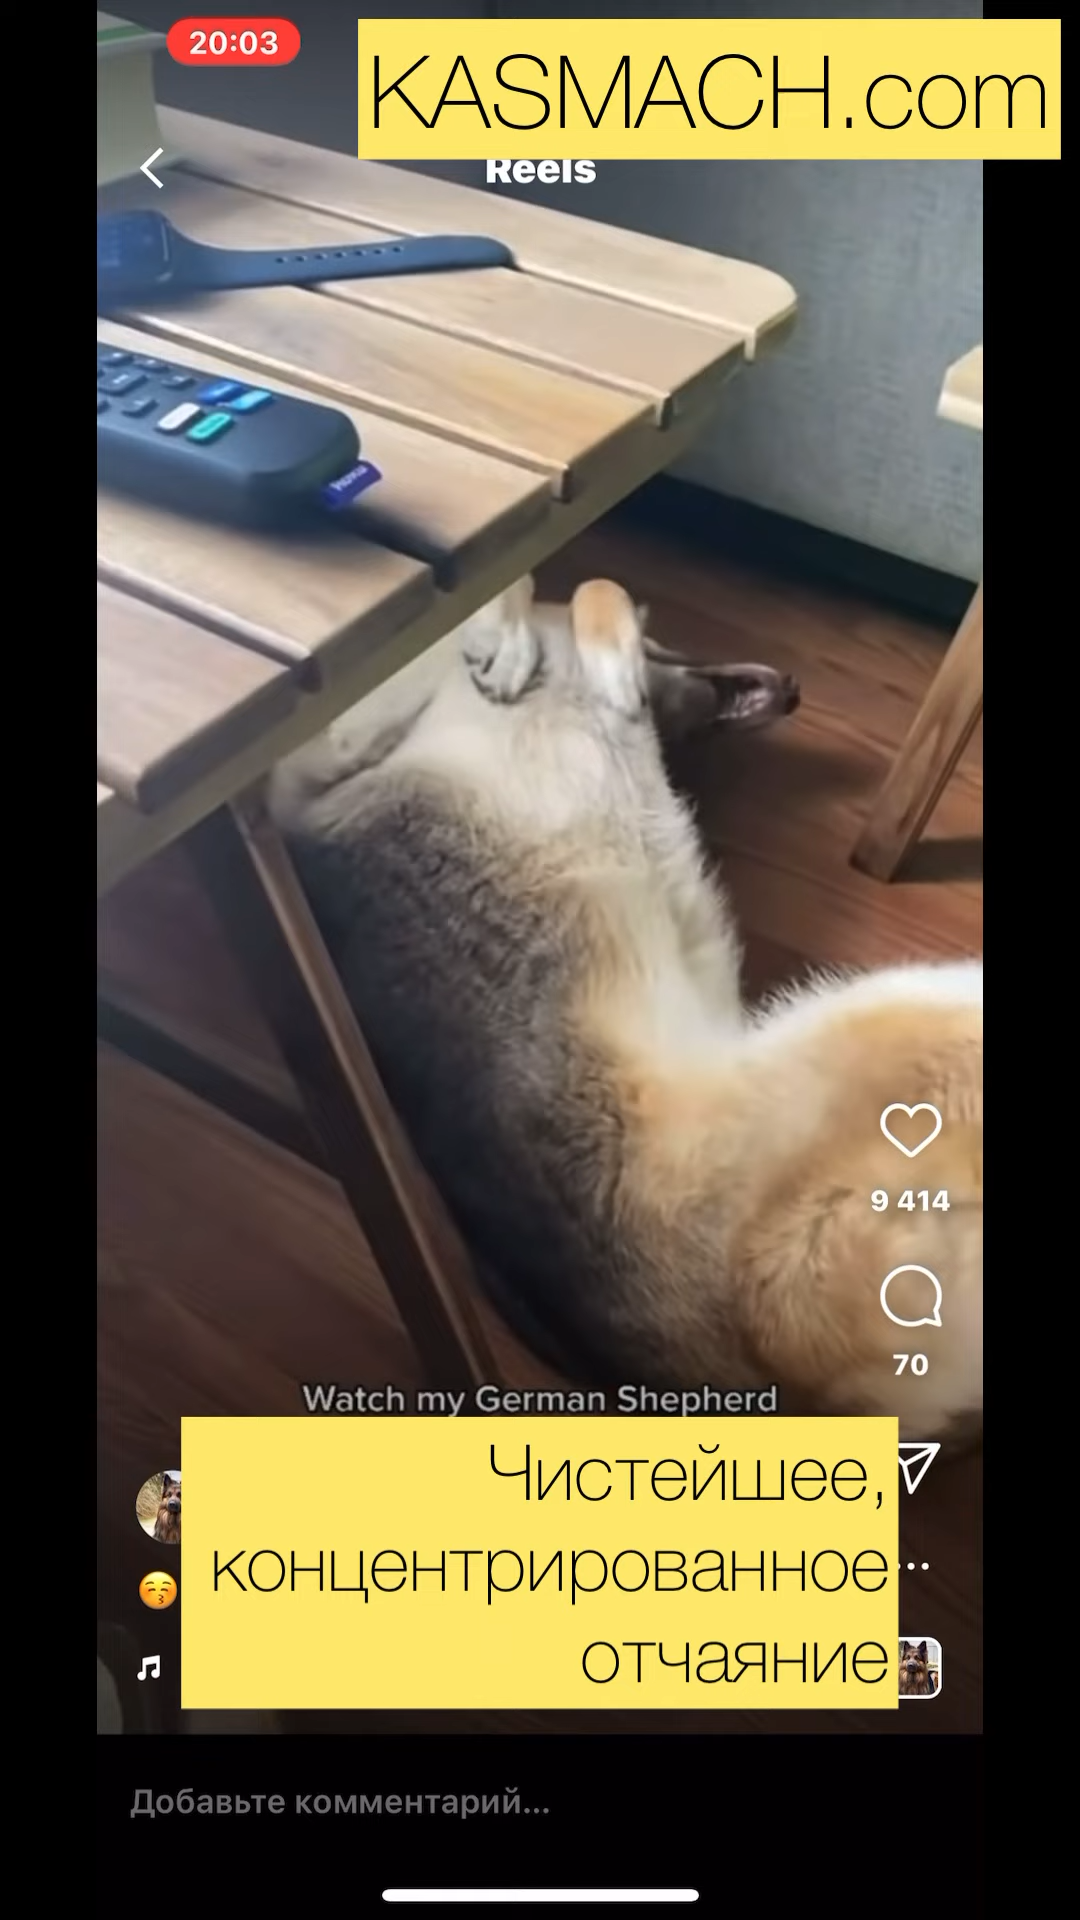 20:03
KASMACH.com
Reels
9 414
70
Watch my German Shepherd
Чистейшее,
концентрированное
отчаяние
Добавьте комментарий...